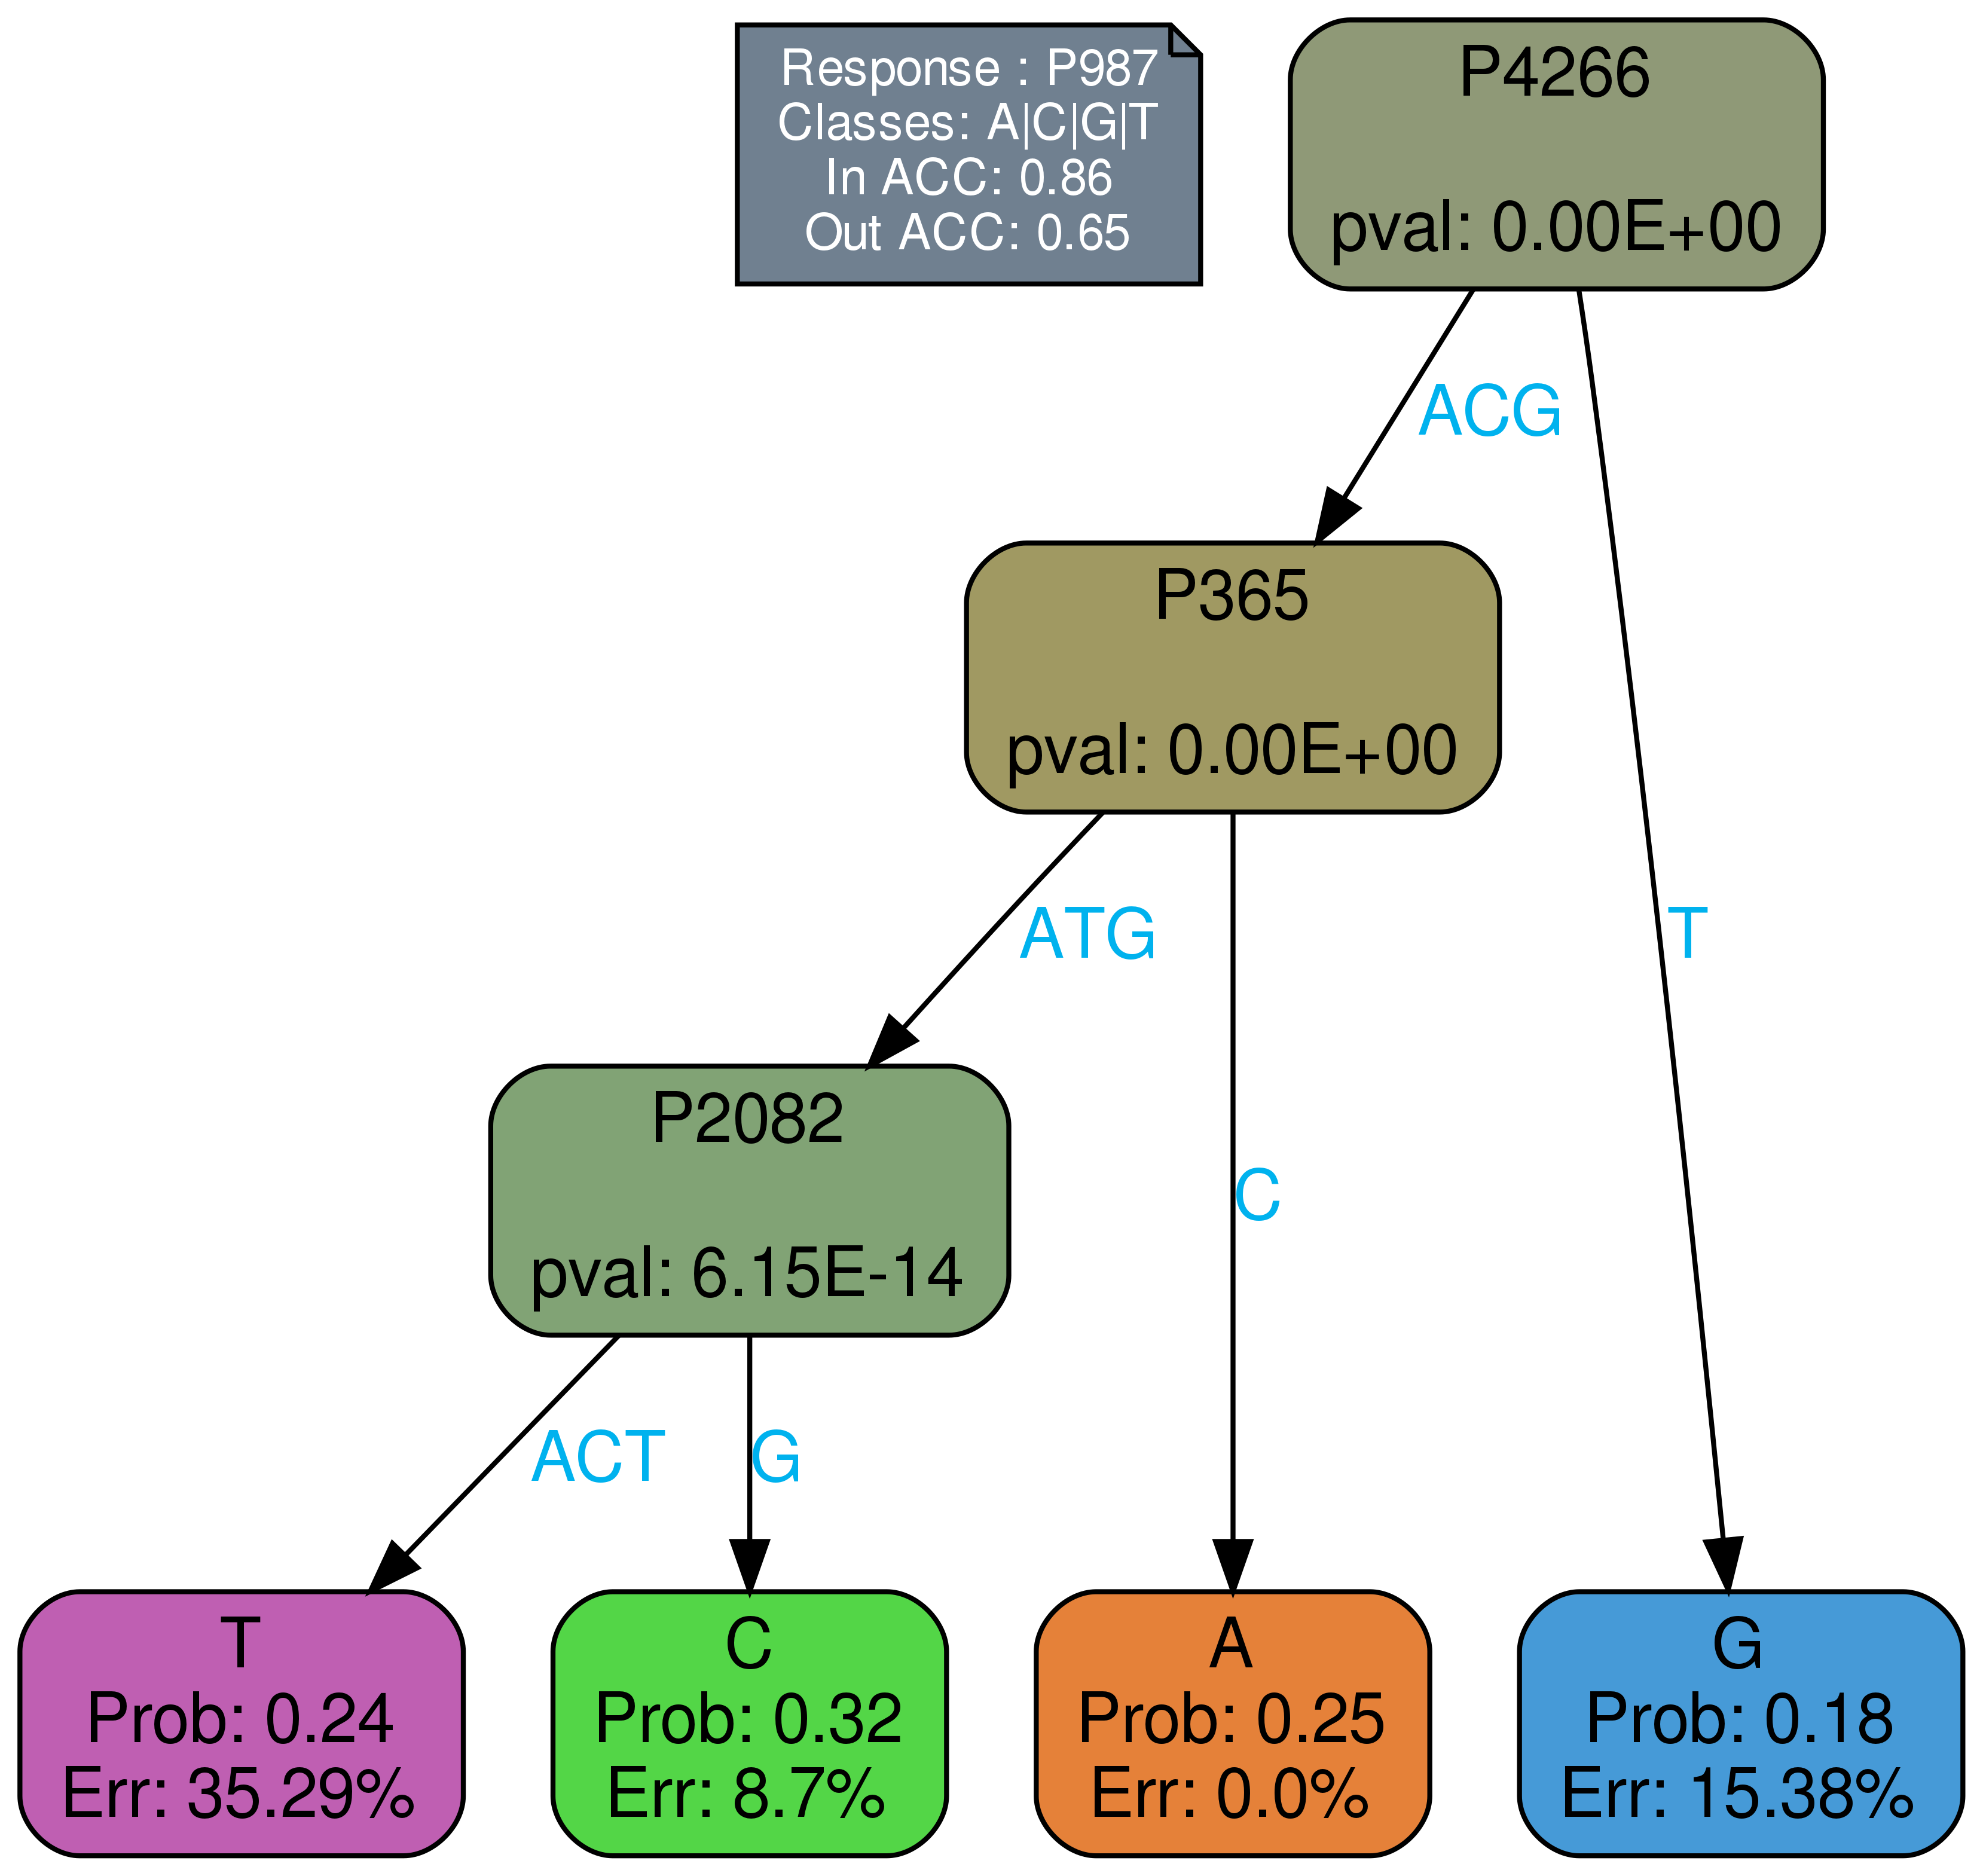 Response : P987
Classes: A|C|G|T
In ACC: 0.86
Out ACC: 0.65
P4266
pval: 0.00E+00
ACG
P365
pval: 0.00E+00
ATG
T
P2082
pval: 6.15E-14
C
ACT
G
T
Prob: 0.24
Err: 35.29%
C
Prob: 0.32
Err: 8.7%
A
Prob: 0.25
Err: 0.0%
G
Prob: 0.18
Err: 15.38%